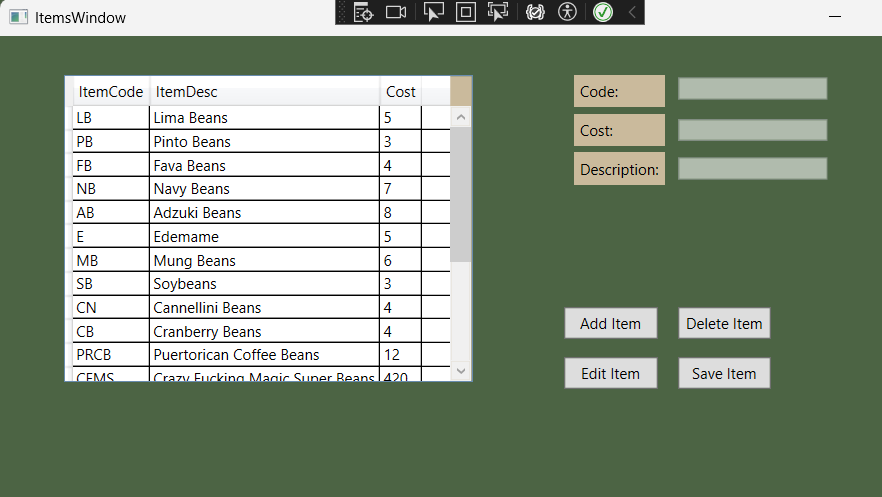 ItemsWindow
ItemCode ItemDesc Cost
LB Lima Beans 5
PB Pinto Beans 3
FB Fava Beans 4
NB Navy Beans 7
AB Adzuki Beans 8
E Edemame 5
MB Mung Beans 6
SB Soybeans 3
CN Cannellini Beans 4
CB Cranberry Beans 4
PRCB Puertorican Coffee Beans 12
CFMS Crazy Fucking Magic Super Beans 420
Code:
Cost:
Description:
Add Item Delete Item
Edit Item Save Item